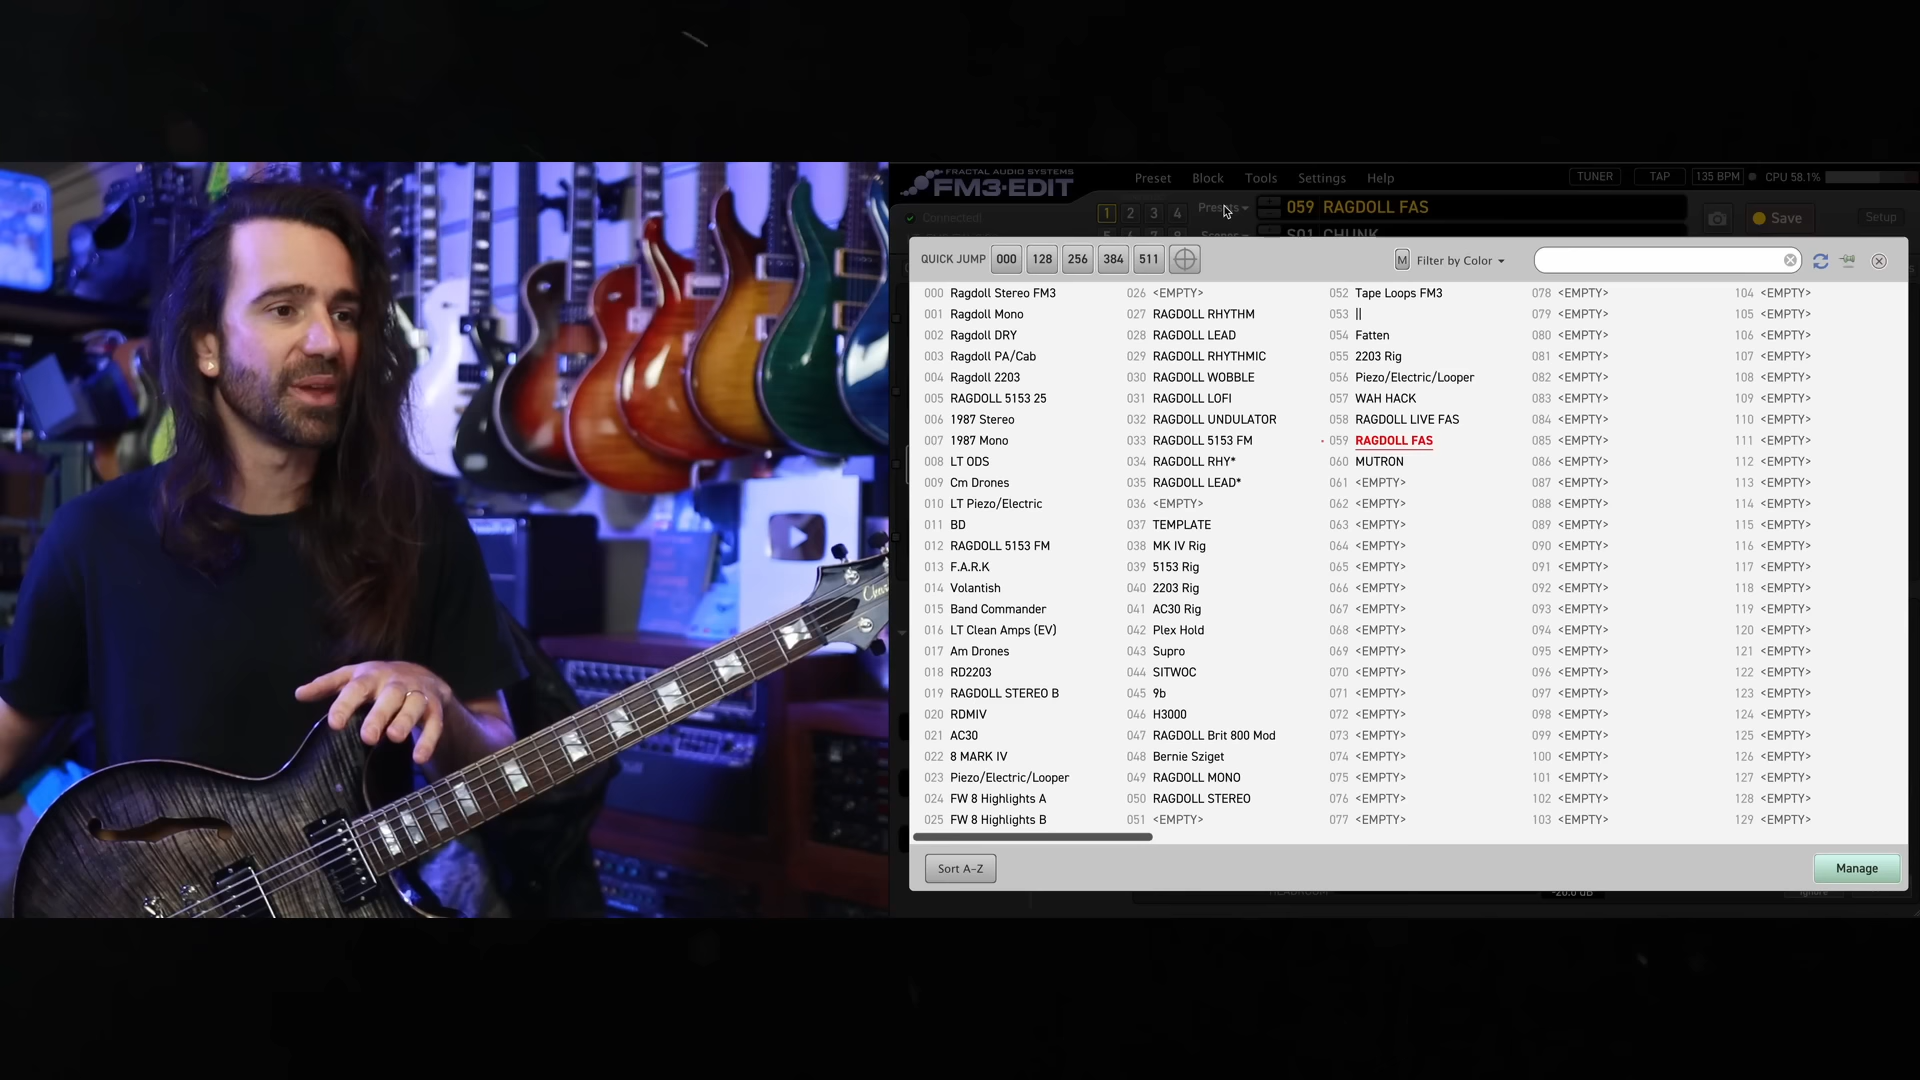 FRACTAL AUDIO SYSTEMS
FM3-EDIT
Preset Block Tools Settings Help
TUNER TAP 135 BPM CPU 58.1%
Connected!
1 2 3 4
Presets
059 RAGDOLL FAS
Save
Setup
S01 CHUNK
QUICK JUMP 000 128 256 384 511
M Filter by Color
000 Ragdoll Stereo FM3
001 Ragdoll Mono
002 Ragdoll DRY
003 Ragdoll PA/Cab
004 Ragdoll 2203
005 RAGDOLL 5153 25
006 1987 Stereo
007 1987 Mono
008 LT ODS
009 Cm Drones
010 LT Piezo/Electric
011 BD
012 RAGDOLL 5153 FM
013 F.A.R.K
014 Volantish
015 Band Commander
016 LT Clean Amps (EV)
017 Am Drones
018 RD2203
019 RAGDOLL STEREO B
020 RDMIV
021 AC30
022 8 MARK IV
023 Piezo/Electric/Looper
024 FW 8 Highlights A
025 FW 8 Highlights B
026 <EMPTY>
027 RAGDOLL RHYTHM
028 RAGDOLL LEAD
029 RAGDOLL RHYTHMIC
030 RAGDOLL WOBBLE
031 RAGDOLL LOFI
032 RAGDOLL UNDULATOR
033 RAGDOLL 5153 FM
034 RAGDOLL RHY*
035 RAGDOLL LEAD*
036 <EMPTY>
037 TEMPLATE
038 MK IV Rig
039 5153 Rig
040 2203 Rig
041 AC30 Rig
042 Plex Hold
043 Supro
044 SITWOC
045 9b
046 H3000
047 RAGDOLL Brit 800 Mod
048 Bernie Sziget
049 RAGDOLL MONO
050 RAGDOLL STEREO
051 <EMPTY>
052 Tape Loops FM3
053 ||
054 Fatten
055 2203 Rig
056 Piezo/Electric/Looper
057 WAH HACK
058 RAGDOLL LIVE FAS
059 RAGDOLL FAS
060 MUTRON
061 <EMPTY>
062 <EMPTY>
063 <EMPTY>
064 <EMPTY>
065 <EMPTY>
066 <EMPTY>
067 <EMPTY>
068 <EMPTY>
069 <EMPTY>
070 <EMPTY>
071 <EMPTY>
072 <EMPTY>
073 <EMPTY>
074 <EMPTY>
075 <EMPTY>
076 <EMPTY>
077 <EMPTY>
078 <EMPTY>
079 <EMPTY>
080 <EMPTY>
081 <EMPTY>
082 <EMPTY>
083 <EMPTY>
084 <EMPTY>
085 <EMPTY>
086 <EMPTY>
087 <EMPTY>
088 <EMPTY>
089 <EMPTY>
090 <EMPTY>
091 <EMPTY>
092 <EMPTY>
093 <EMPTY>
094 <EMPTY>
095 <EMPTY>
096 <EMPTY>
097 <EMPTY>
098 <EMPTY>
099 <EMPTY>
100 <EMPTY>
101 <EMPTY>
102 <EMPTY>
103 <EMPTY>
104 <EMPTY>
105 <EMPTY>
106 <EMPTY>
107 <EMPTY>
108 <EMPTY>
109 <EMPTY>
110 <EMPTY>
111 <EMPTY>
112 <EMPTY>
113 <EMPTY>
114 <EMPTY>
115 <EMPTY>
116 <EMPTY>
117 <EMPTY>
118 <EMPTY>
119 <EMPTY>
120 <EMPTY>
121 <EMPTY>
122 <EMPTY>
123 <EMPTY>
124 <EMPTY>
125 <EMPTY>
126 <EMPTY>
127 <EMPTY>
128 <EMPTY>
129 <EMPTY>
Sort A-Z
Manage